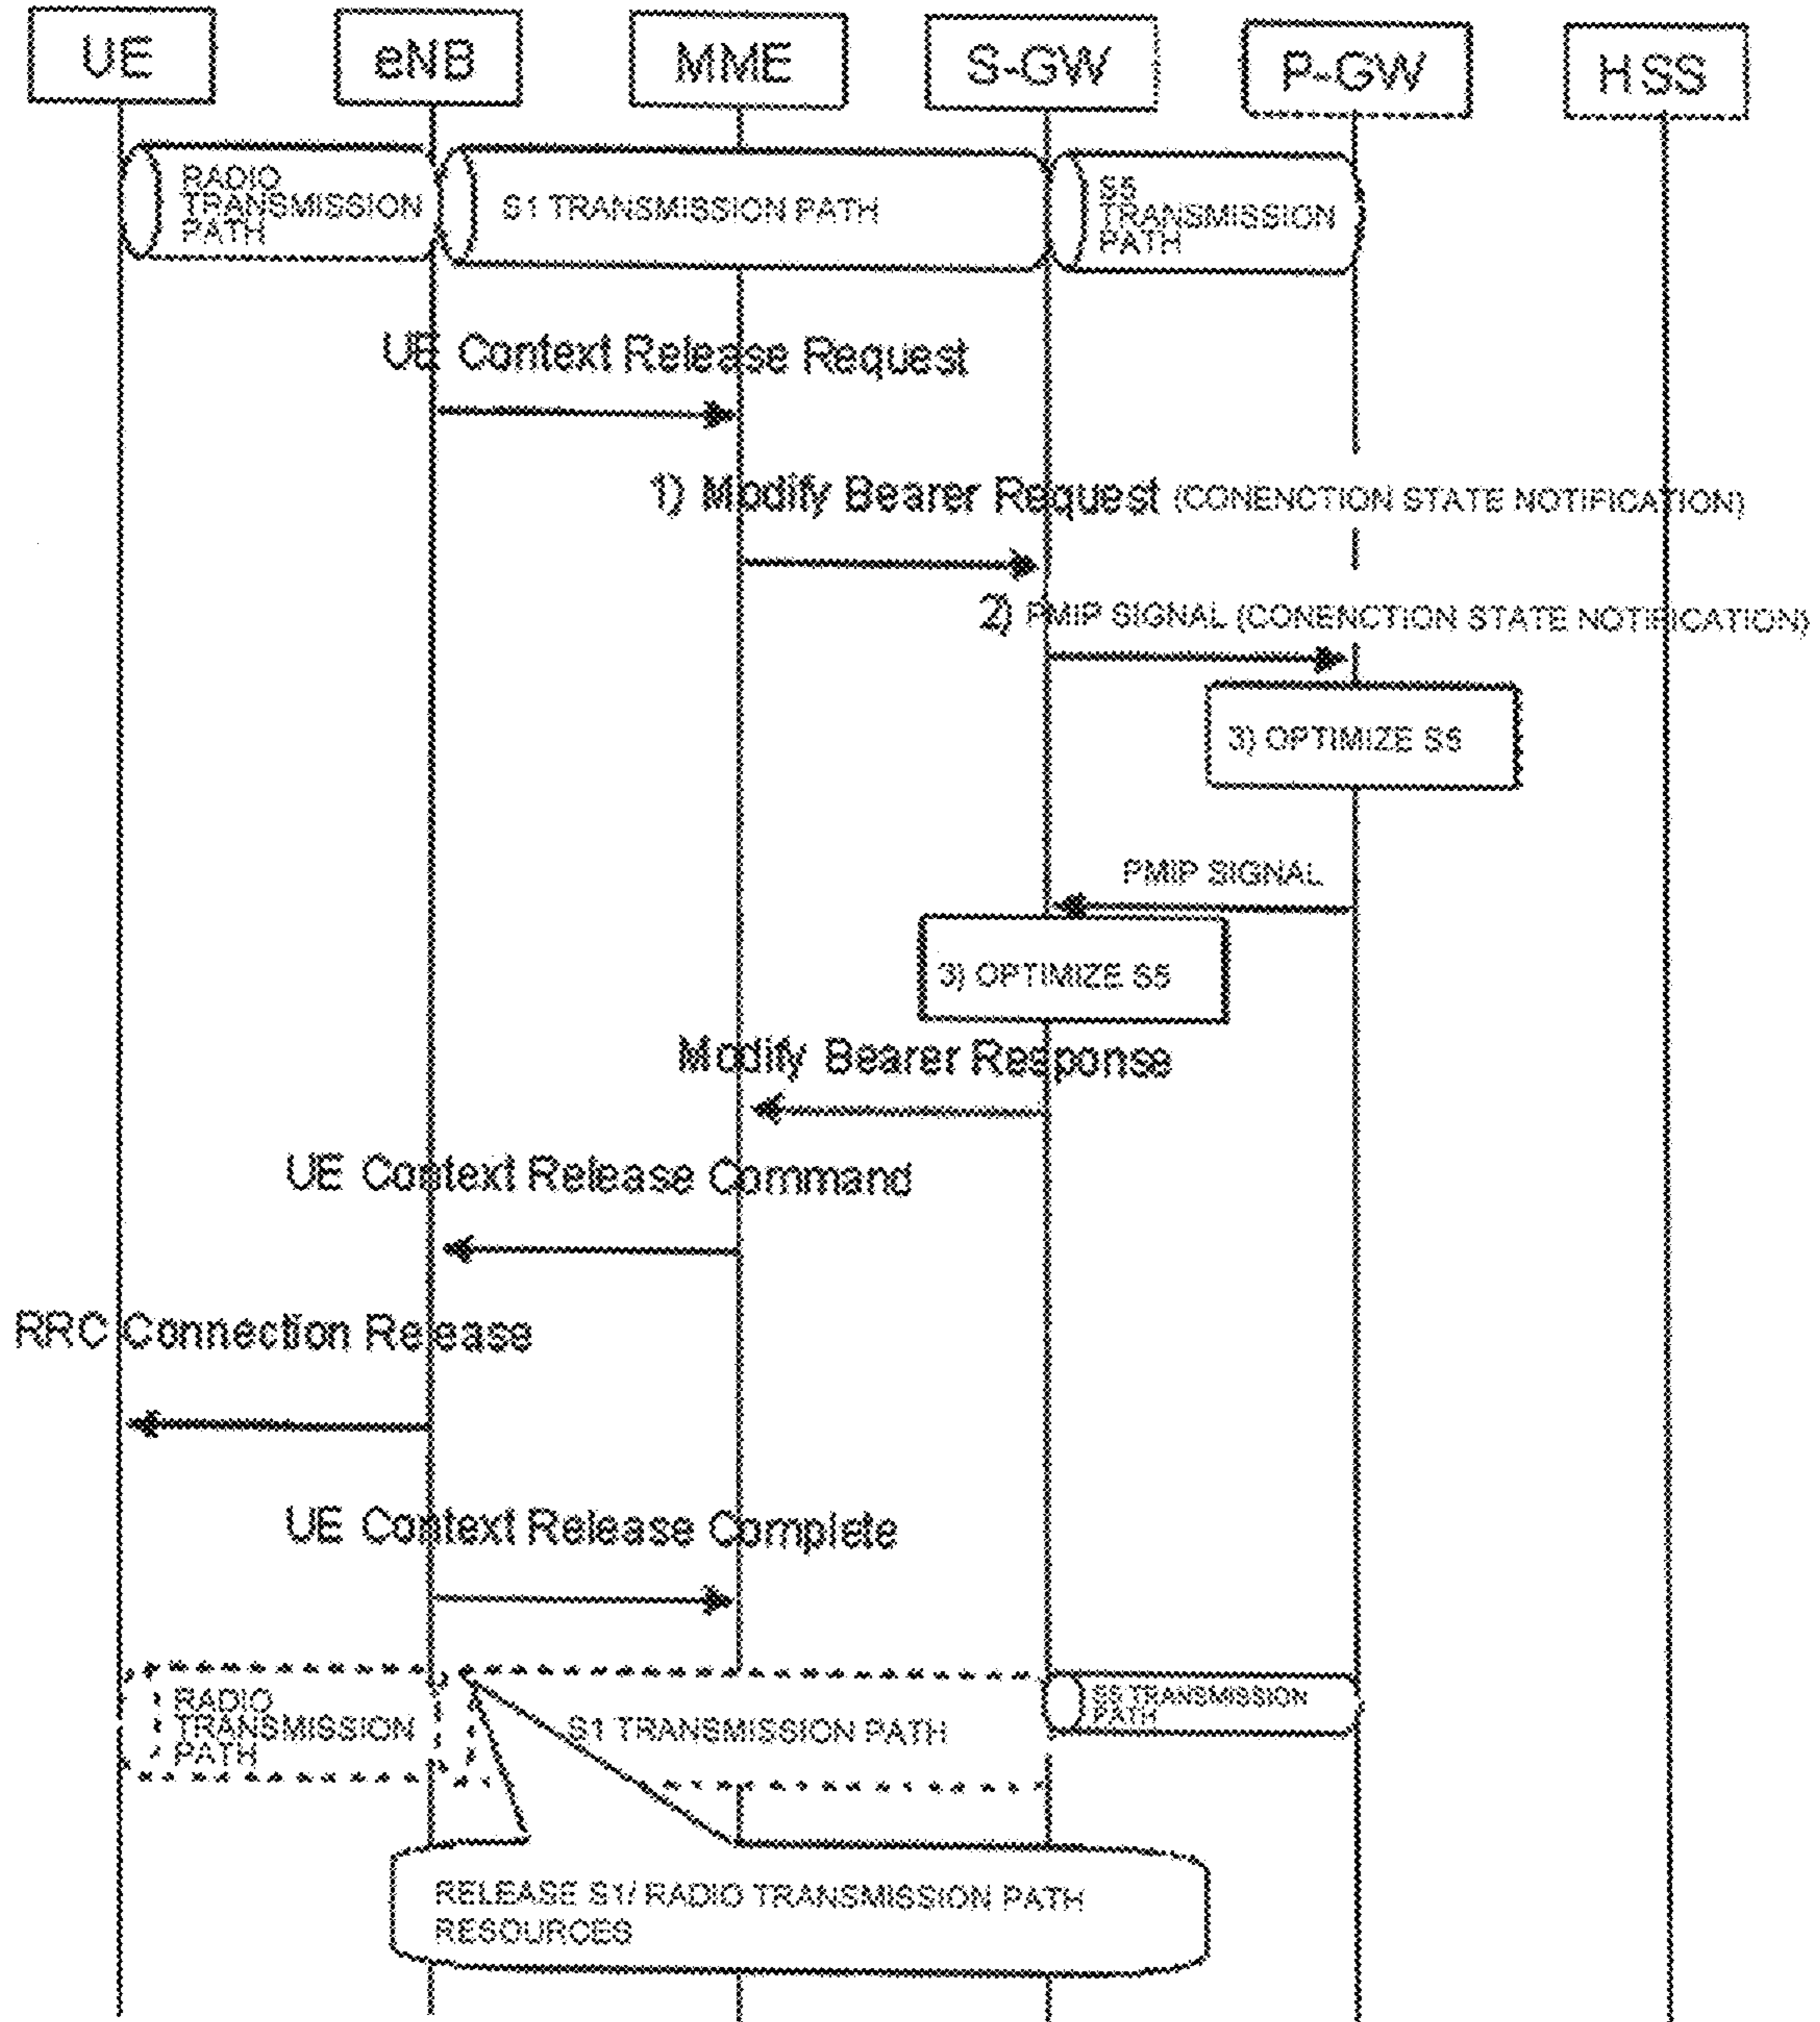 UE
eNB
MME
S-GW
P-GW
HSS
RADIO
TRANSMISSION
PATH
S1 TRANSMISSION PATH
S5
TRANSMISSION
PATH
UE Context Release Request
1) Modify Bearer Request (CONENCTION STATE NOTIFICATION)
2) PMIP SIGNAL (CONENCTION STATE NOTIFICATION)
3) OPTIMIZE S5
PMIP SIGNAL
3) OPTIMIZE S5
Modify Bearer Response
UE Context Release Command
RRC Connection Release
UE Context Release Complete
RADIO
TRANSMISSION
PATH
S1 TRANSMISSION PATH
S5 TRANSMISSION
PATH
RELEASE S1/ RADIO TRANSMISSION PATH
RESOURCES